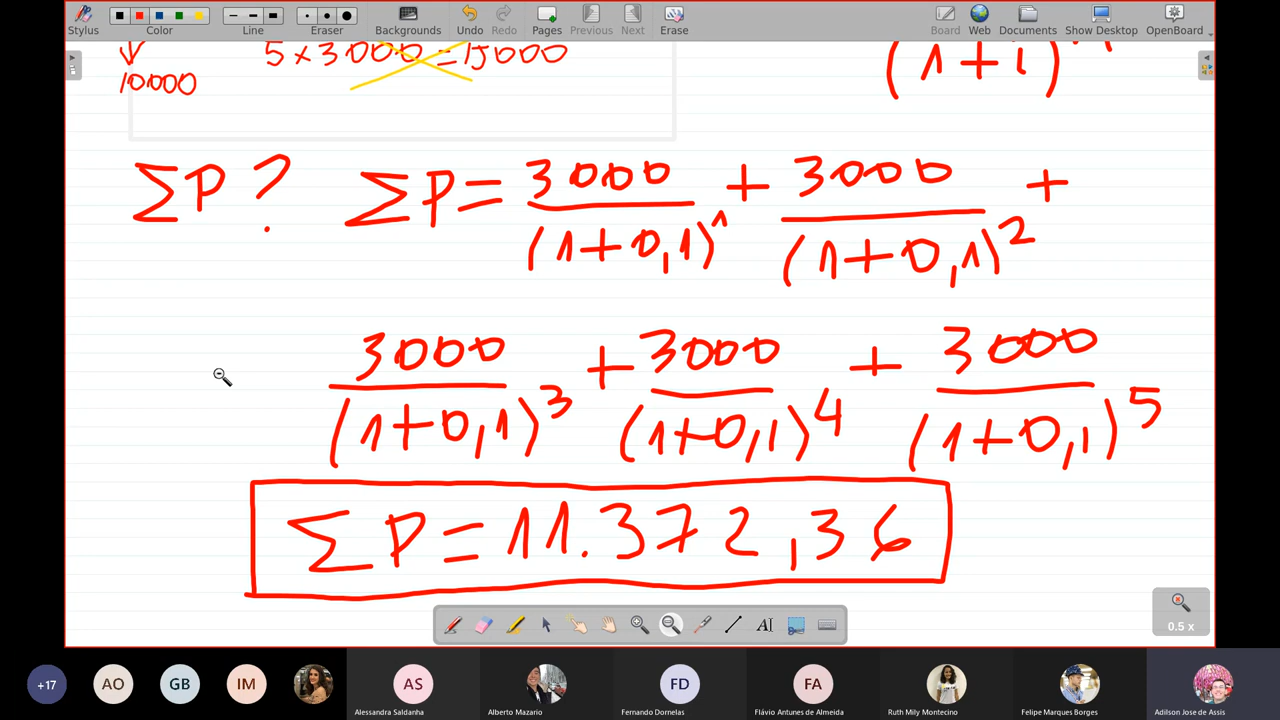 Stylus Color Line Eraser Backgrounds Undo Redo Pages Previous Next Erase Board Web Documents Show Desktop OpenBoard
10000
5 x 3000 = 15000
(1+i)
ΣP? ΣP = 3000/(1+0,1)^1 + 3000/(1+0,1)^2 +
3000/(1+0,1)^3 + 3000/(1+0,1)^4 + 3000/(1+0,1)^5
ΣP = 11.372,36
0.5 x
+17 AO GB IM AS FD FA
Alessandra Saldanha Alberto Mazario Fernando Dornelas Flávio Antunes de Almeida Ruth Mily Montecino Felipe Marques Borges Adilson Jose de Assis